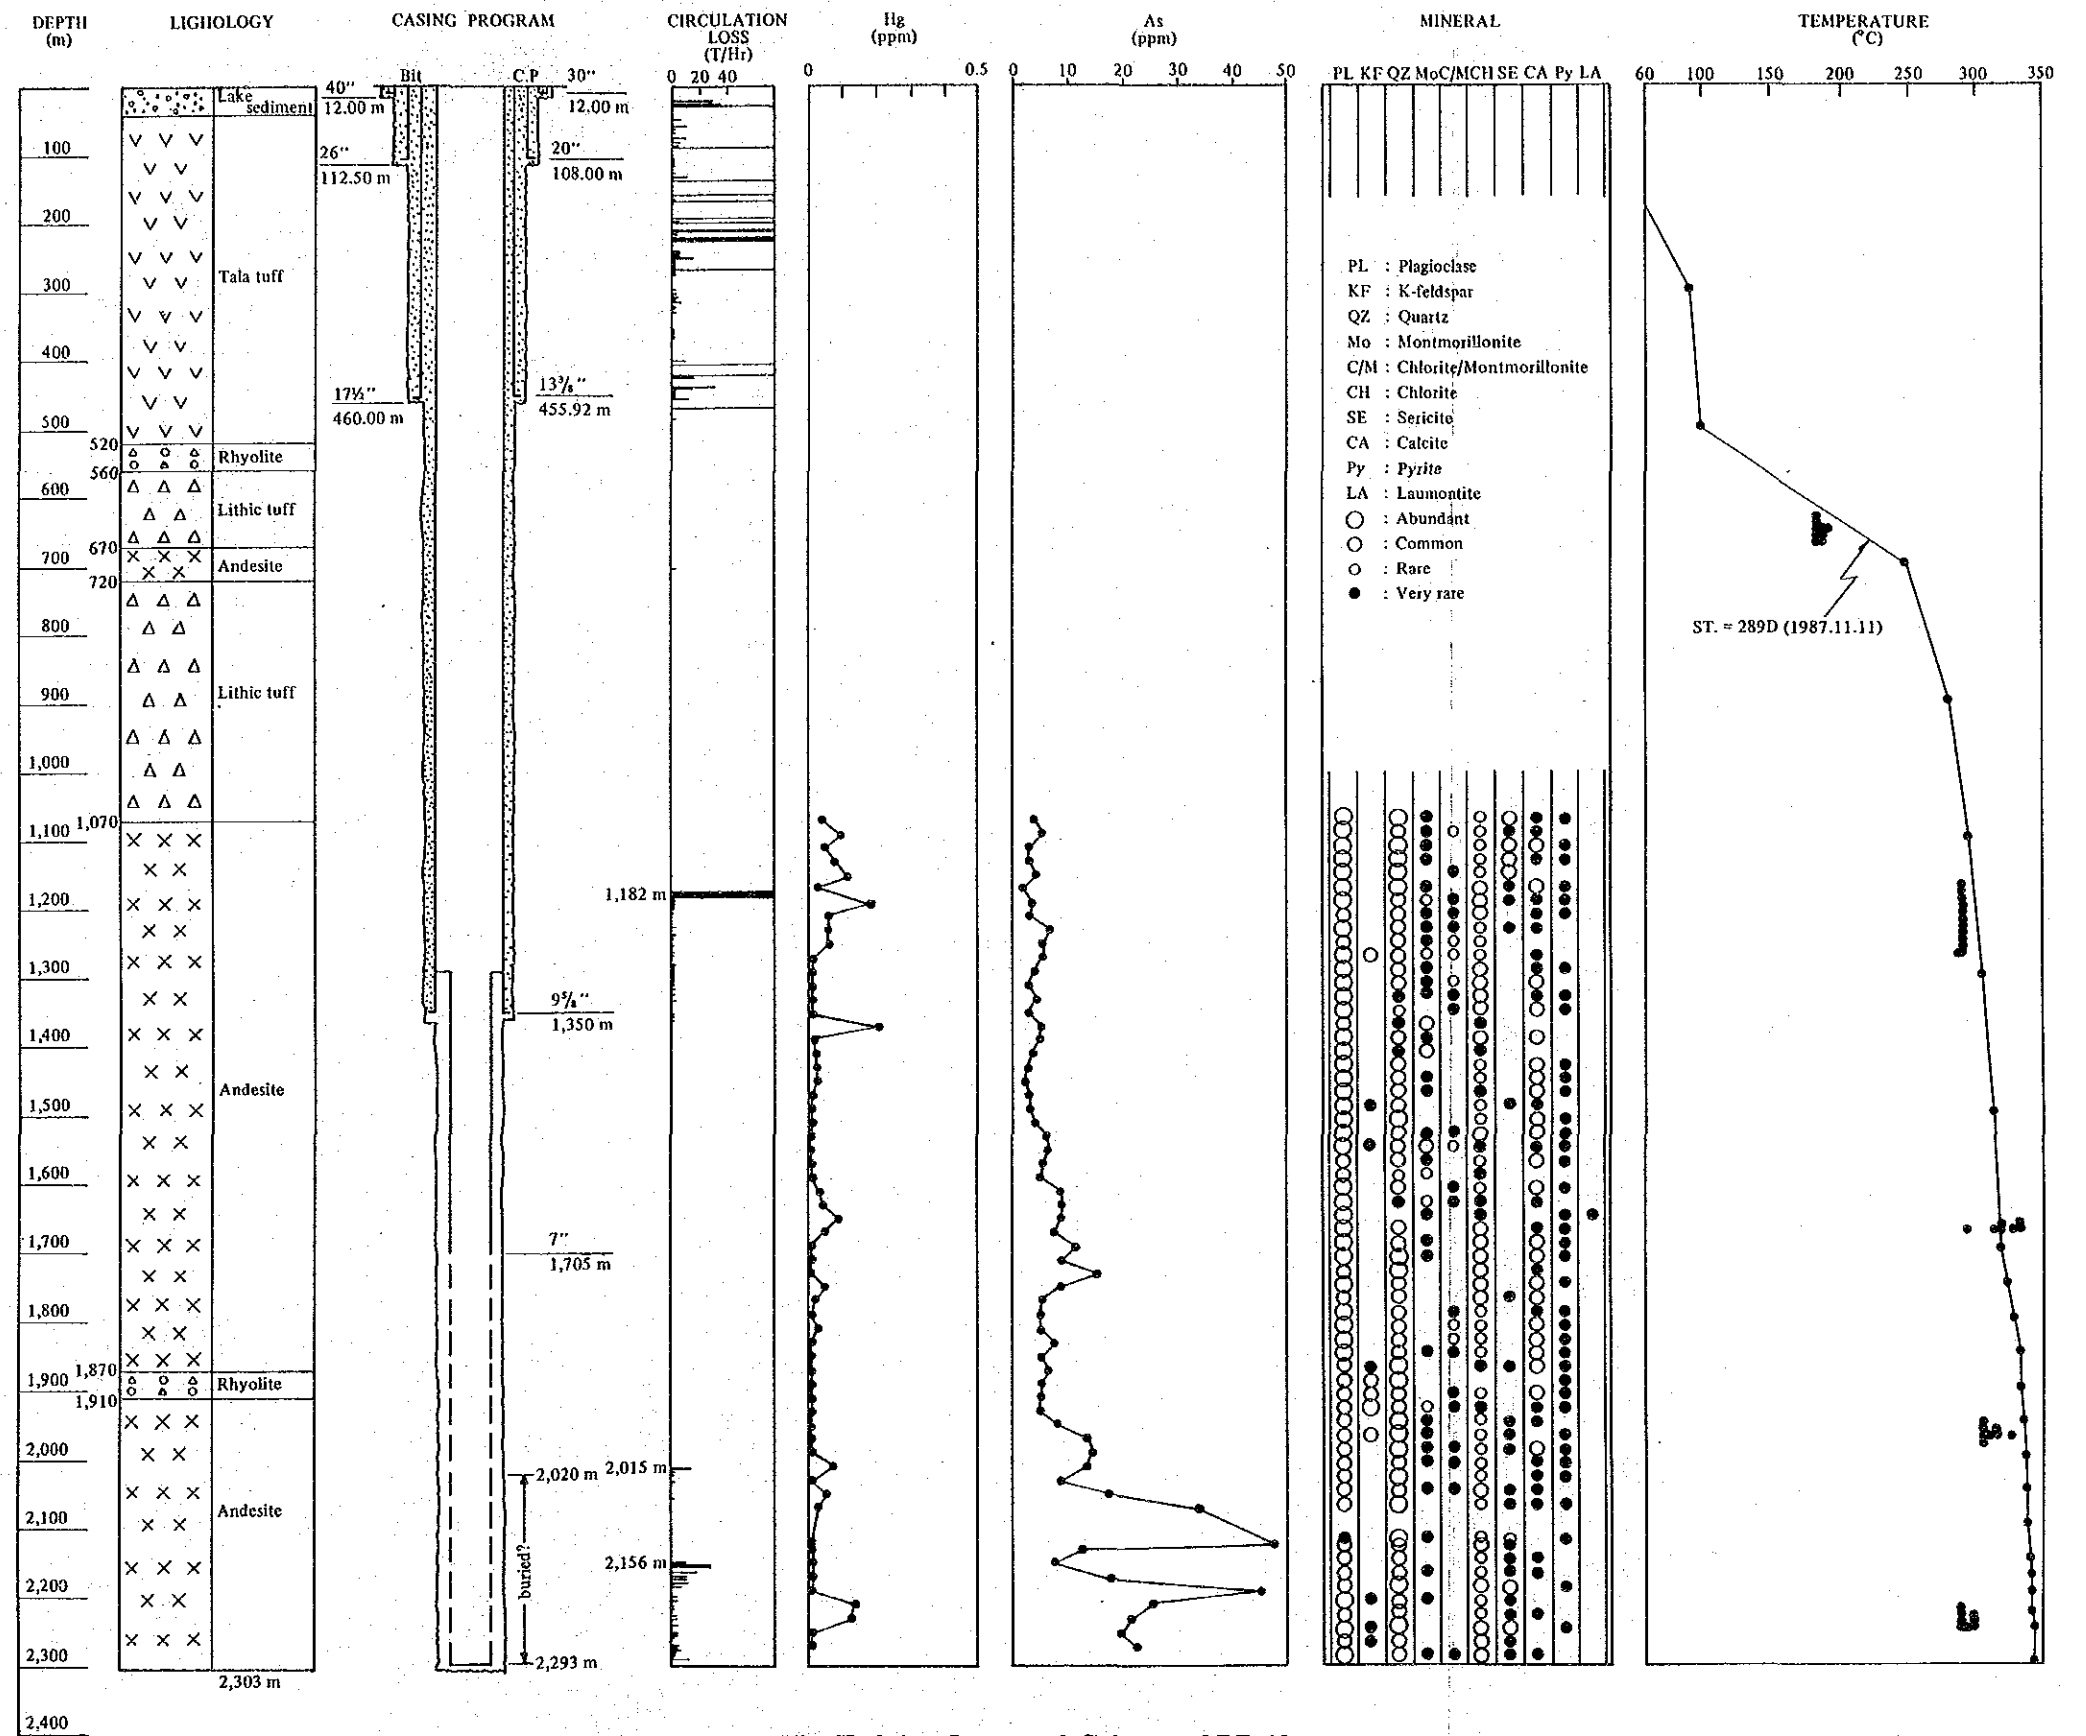 DEPTH (m)
LIGHOLOGY
CASING PROGRAM
CIRCULATION LOSS (T/Hr)
Hg (ppm)
As (ppm)
MINERAL
TEMPERATURE (°C)
Bit
C.P
0 20 40
0 0.5
0 10 20 30 40 50
PL KF QZ Mo C/M CH SE CA Py LA
60 100 150 200 250 300 350
40" 12.00 m
30" 12.00 m
26" 112.50 m
20" 108.00 m
17½" 460.00 m
13⅜" 455.92 m
9⅝" 1,350 m
7" 1,705 m
2,020 m
buried?
2,293 m
100
200
300
400
500
520
560
600
670
700
720
800
900
1,000
1,070
1,100
1,200
1,300
1,400
1,500
1,600
1,700
1,800
1,870
1,900
1,910
2,000
2,100
2,200
2,300
2,400
Lake sediment
Tala tuff
Rhyolite
Lithic tuff
Andesite
Lithic tuff
Andesite
Rhyolite
Andesite
2,303 m
1,182 m
2,015 m
2,156 m
PL : Plagioclase
KF : K-feldspar
QZ : Quartz
Mo : Montmorillonite
C/M : Chlorite/Montmorillonite
CH : Chlorite
SE : Sericite
CA : Calcite
Py : Pyrite
LA : Laumontite
: Abundant
: Common
: Rare
: Very rare
ST. = 289D (1987.11.11)